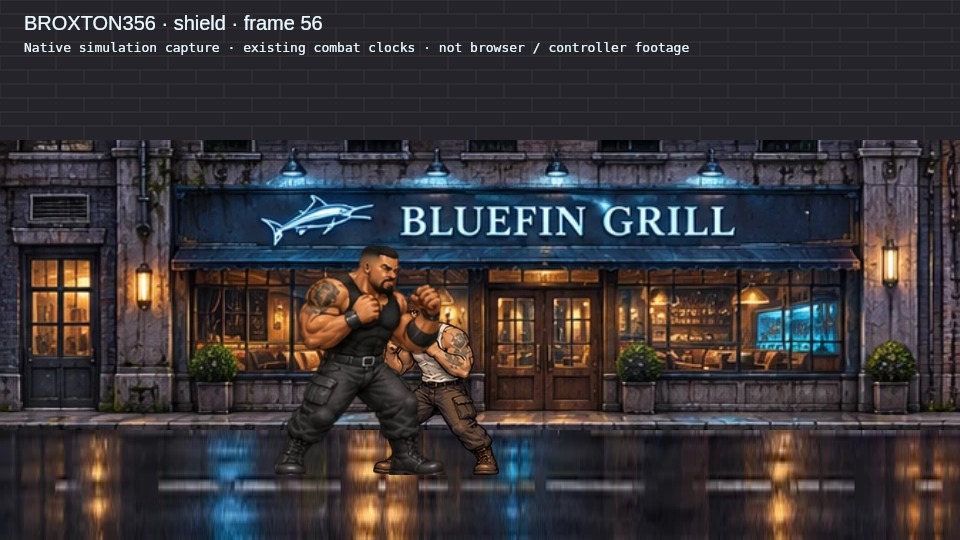 BROXTON356 · shield · frame 56
Native simulation capture · existing combat clocks · not browser / controller footage
BLUEFIN GRILL